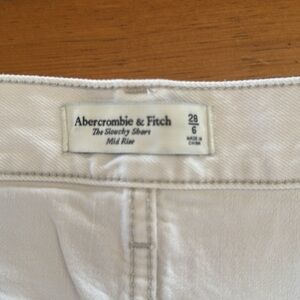 Abercrombie & Fitch
The Slouchy Short
Mid Rise
28
6
MADE IN
CHINA